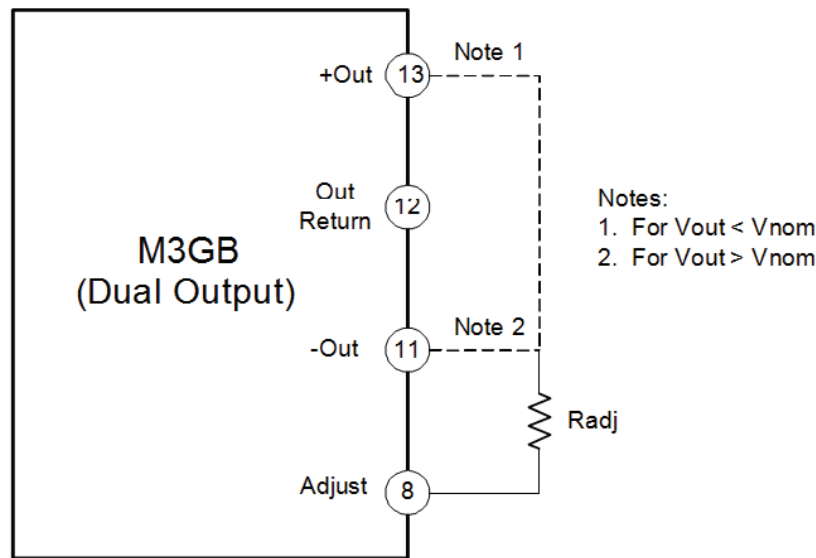 +Out
13
Note 1
Out
Return
12
Notes:
1. For Vout < Vnom
2. For Vout > Vnom
M3GB
(Dual Output)
-Out
11
Note 2
Radj
Adjust
8